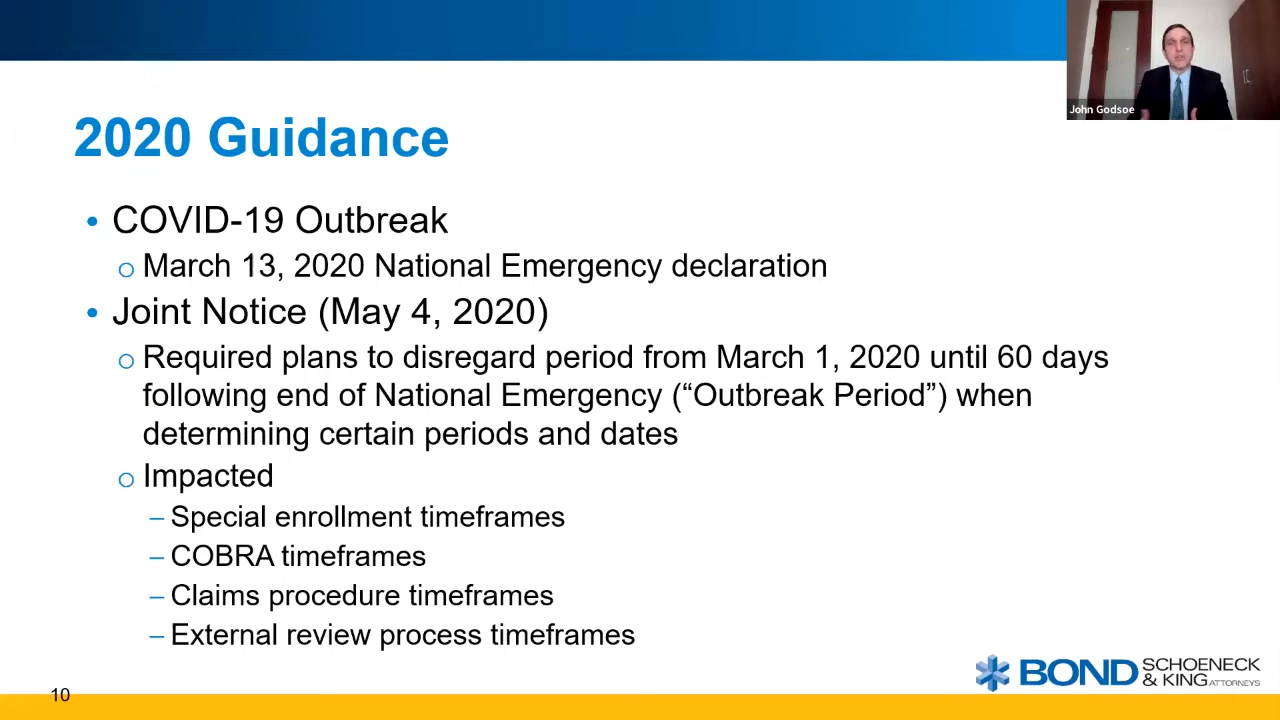 John Godsoe
2020 Guidance
• COVID-19 Outbreak
o March 13, 2020 National Emergency declaration
• Joint Notice (May 4, 2020)
o Required plans to disregard period from March 1, 2020 until 60 days
following end of National Emergency (“Outbreak Period”) when
determining certain periods and dates
o Impacted
– Special enrollment timeframes
– COBRA timeframes
– Claims procedure timeframes
– External review process timeframes
BOND SCHOENECK
& KING ATTORNEYS
10